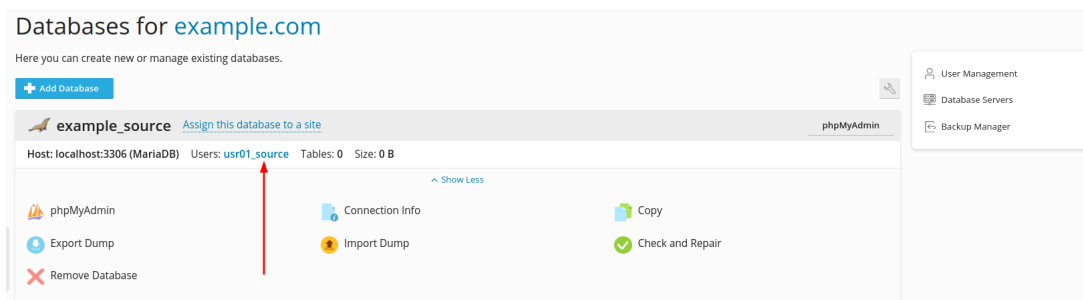 Databases for example.com
Here you can create new or manage existing databases.
Add Database
example_source Assign this database to a site phpMyAdmin
Host: localhost:3306 (MariaDB) Users: usr01_source Tables: 0 Size: 0 B
Show Less
phpMyAdmin Connection Info Copy
Export Dump Import Dump Check and Repair
Remove Database
User Management
Database Servers
Backup Manager